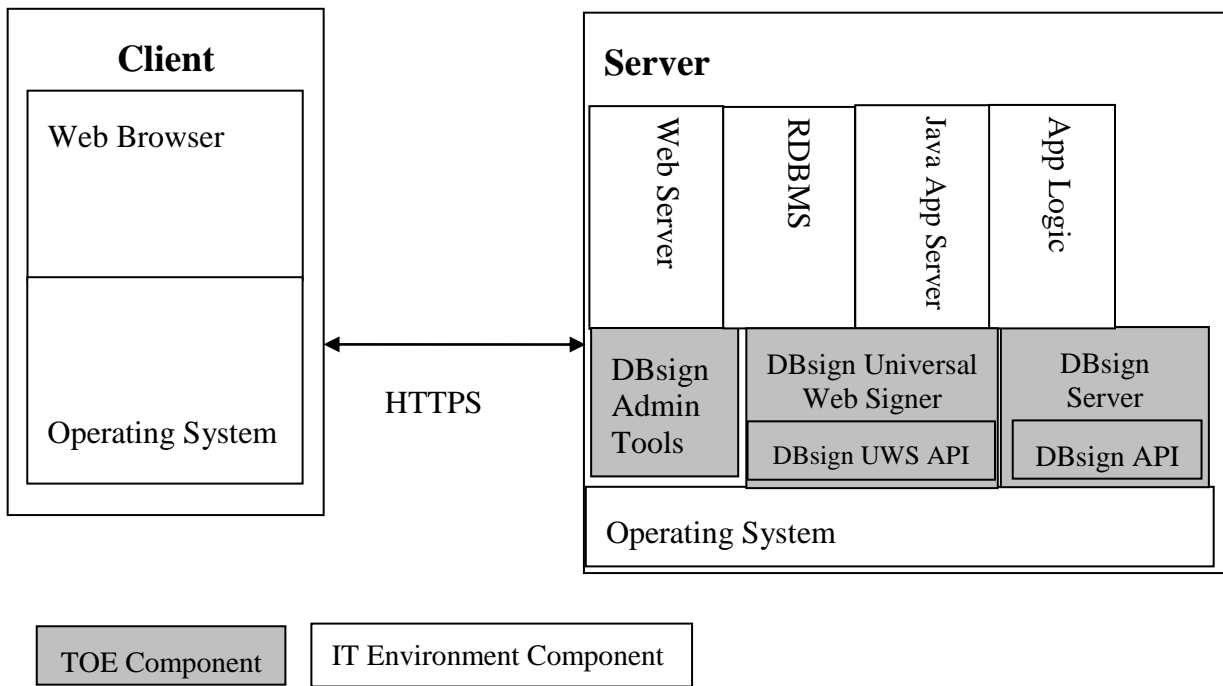 Client
Web Browser
Operating System
HTTPS
Server
Web Server
RDBMS
Java App Server
App Logic
DBsign
Admin
Tools
DBsign Universal
Web Signer
DBsign UWS API
DBsign
Server
DBsign API
Operating System
TOE Component
IT Environment Component